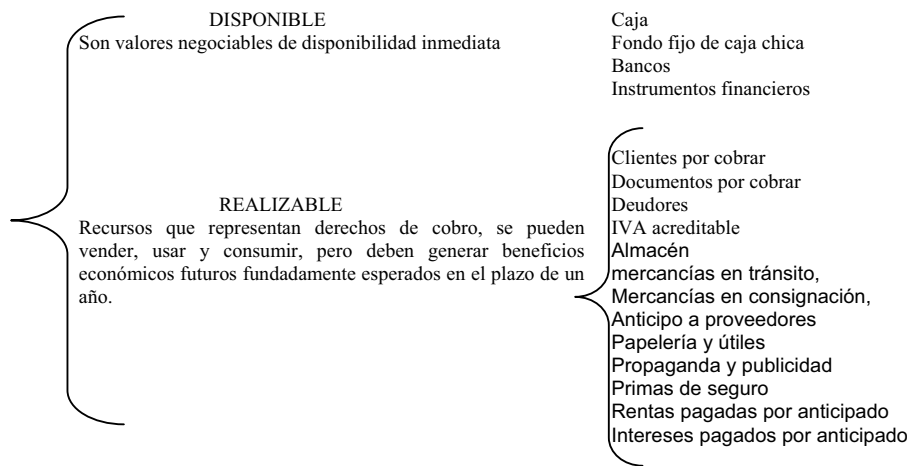 DISPONIBLE
Son valores negociables de disponibilidad inmediata
Caja
Fondo fijo de caja chica
Bancos
Instrumentos financieros
REALIZABLE
Recursos que representan derechos de cobro, se pueden
vender, usar y consumir, pero deben generar beneficios
económicos futuros fundadamente esperados en el plazo de un
año.
Clientes por cobrar
Documentos por cobrar
Deudores
IVA acreditable
Almacén
mercancías en tránsito,
Mercancías en consignación,
Anticipo a proveedores
Papelería y útiles
Propaganda y publicidad
Primas de seguro
Rentas pagadas por anticipado
Intereses pagados por anticipado